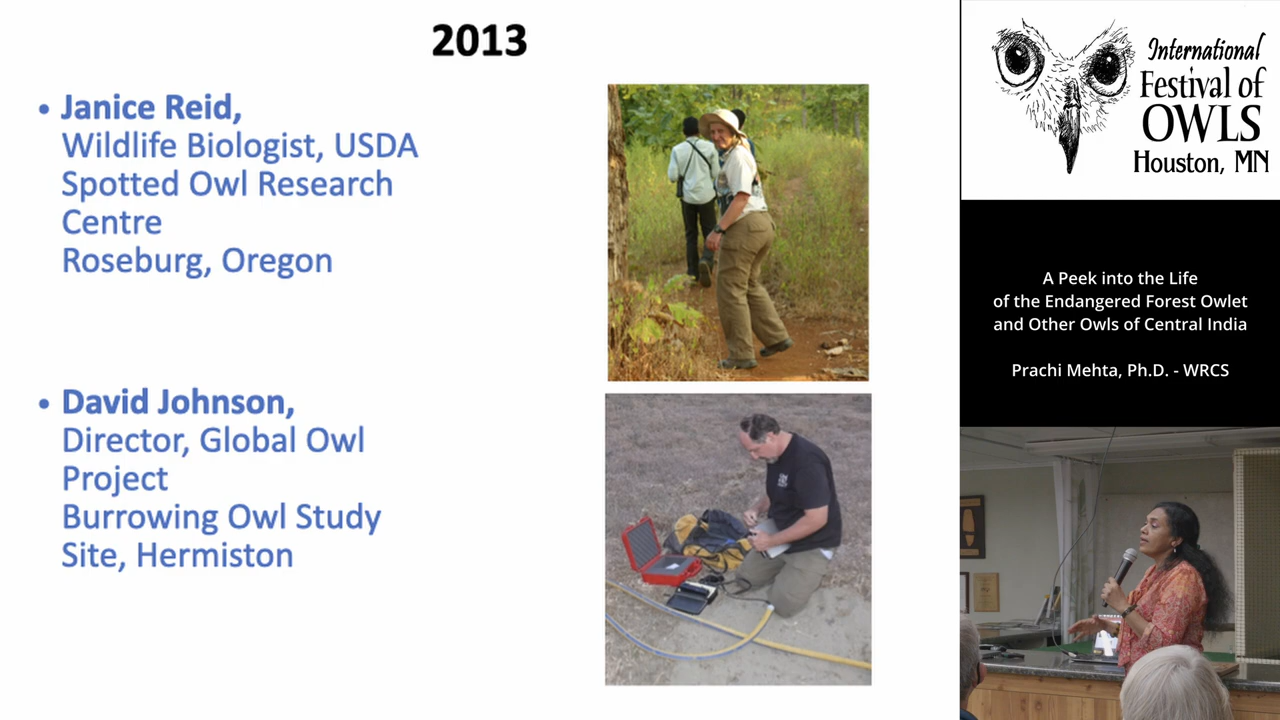 2013
• Janice Reid,
Wildlife Biologist, USDA
Spotted Owl Research
Centre
Roseburg, Oregon
• David Johnson,
Director, Global Owl
Project
Burrowing Owl Study
Site, Hermiston
International
Festival of
OWLS
Houston, MN
A Peek into the Life
of the Endangered Forest Owlet
and Other Owls of Central India
Prachi Mehta, Ph.D. - WRCS